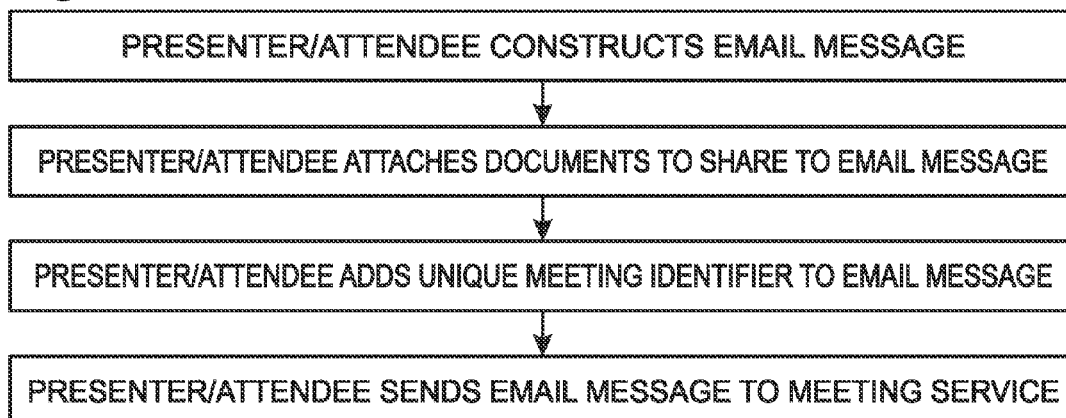 PRESENTER/ATTENDEE CONSTRUCTS EMAIL MESSAGE
PRESENTER/ATTENDEE ATTACHES DOCUMENTS TO SHARE TO EMAIL MESSAGE
PRESENTER/ATTENDEE ADDS UNIQUE MEETING IDENTIFIER TO EMAIL MESSAGE
PRESENTER/ATTENDEE SENDS EMAIL MESSAGE TO MEETING SERVICE